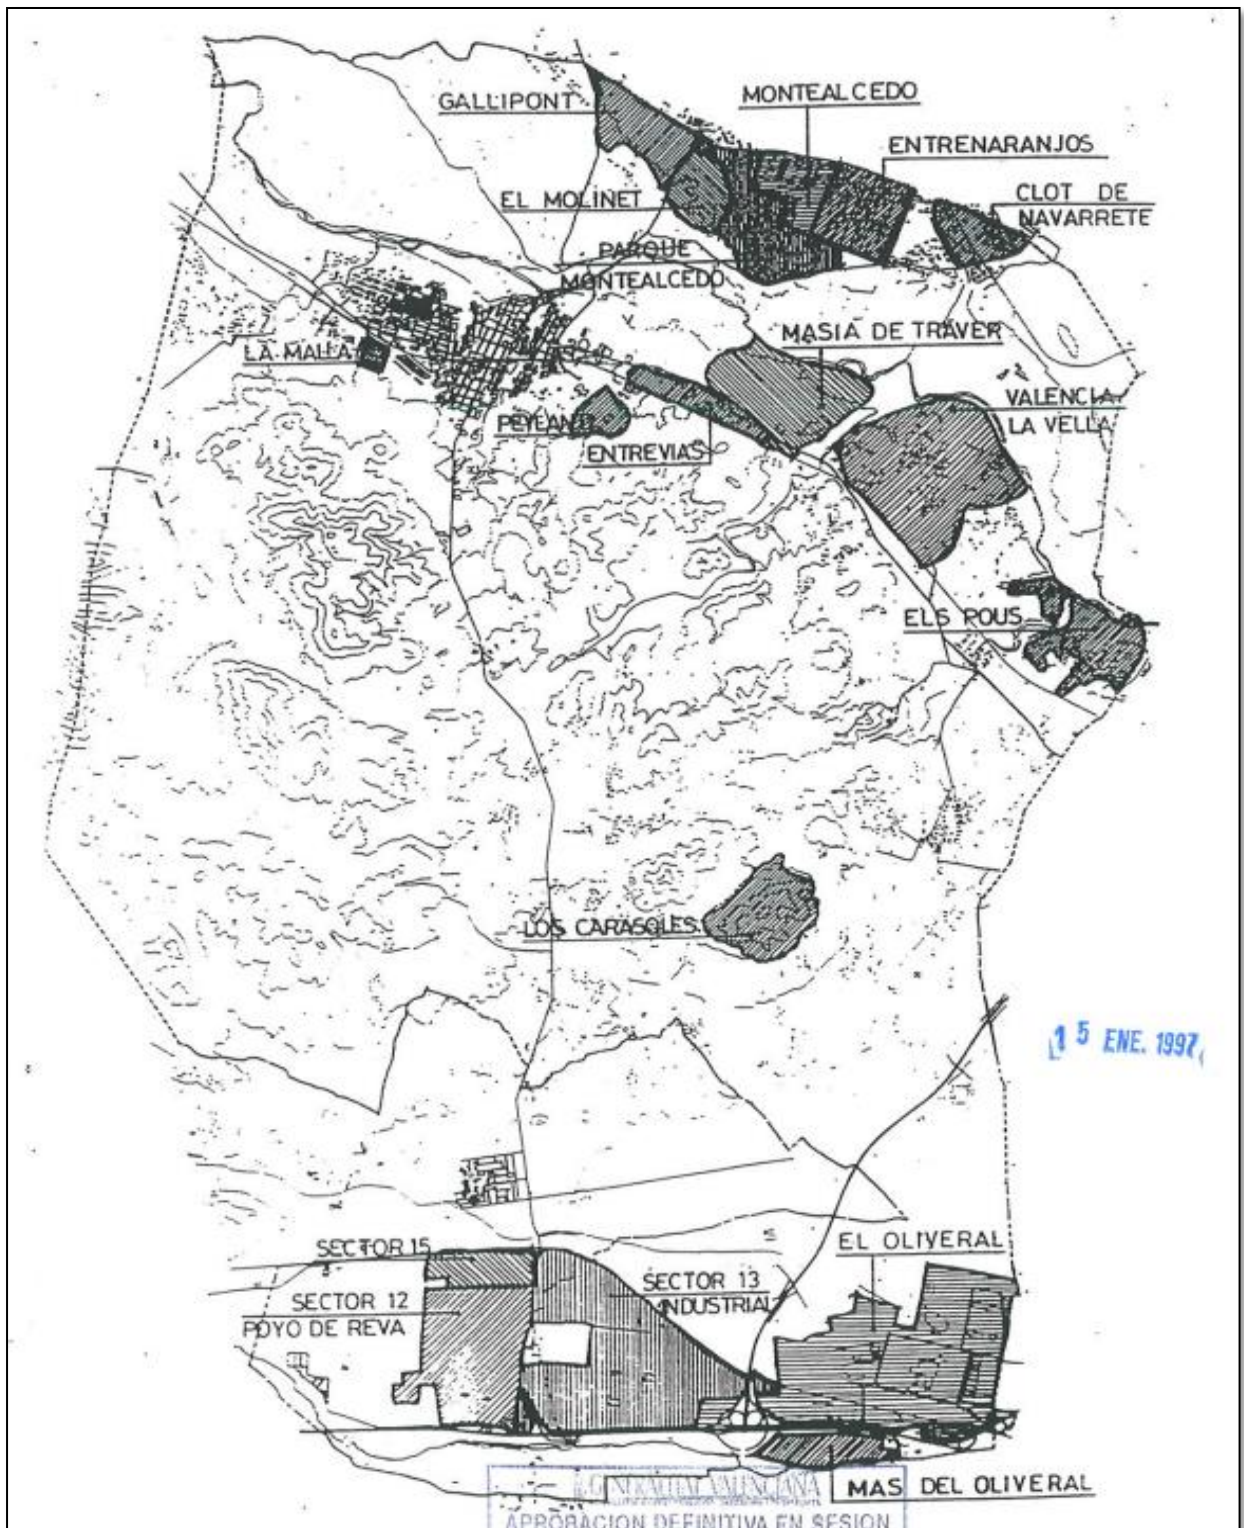 GALLIPONT
MONTEALCEDO
ENTRENARANJOS
EL MOLINET
CLOT DE
NAVARRETE
PARQUE
MONTEALCEDO
LA MALLA
MASIA DE TRAVER
PEYLAND
ENTREVIAS
VALENCIA
LA VELLA
ELS POUS
LOS CARASOLES
15 ENE. 1997
SECTOR 15
EL OLIVERAL
SECTOR 13
INDUSTRIAL
SECTOR 12
POYO DE REVA
GENERALITAT VALENCIANA
MAS DEL OLIVERAL
APROBACION DEFINITIVA EN SESION